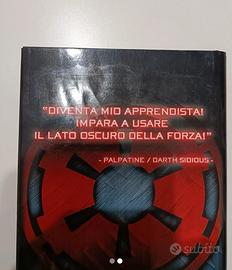 "DIVENTA MIO APPRENDISTA!
IMPARA A USARE
IL LATO OSCURO DELLA FORZA!"
- PALPATINE / DARTH SIDIOUS -
subito